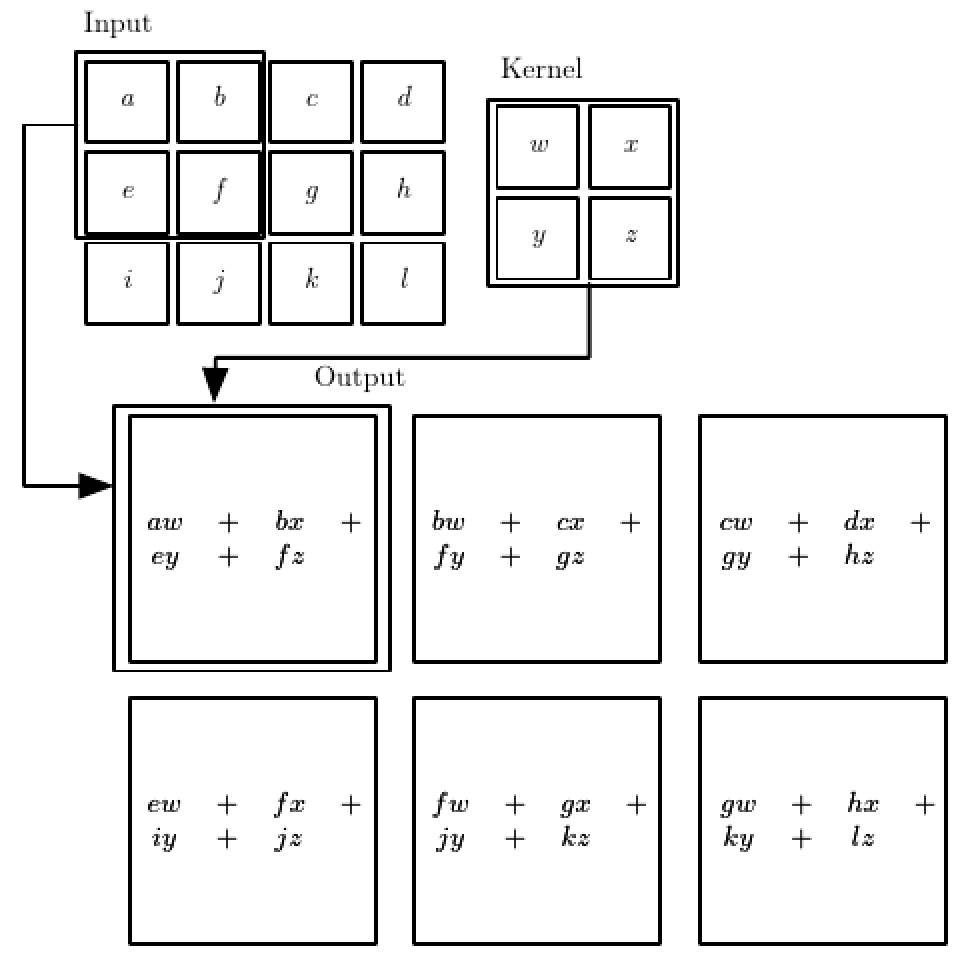 Input
Kernel
a b c d
w x
e f g h
y z
i j k l
Output
aw + bx +
ey + fz
bw + cx +
fy + gz
cw + dx +
gy + hz
ew + fx +
iy + jz
fw + gx +
jy + kz
gw + hx +
ky + lz